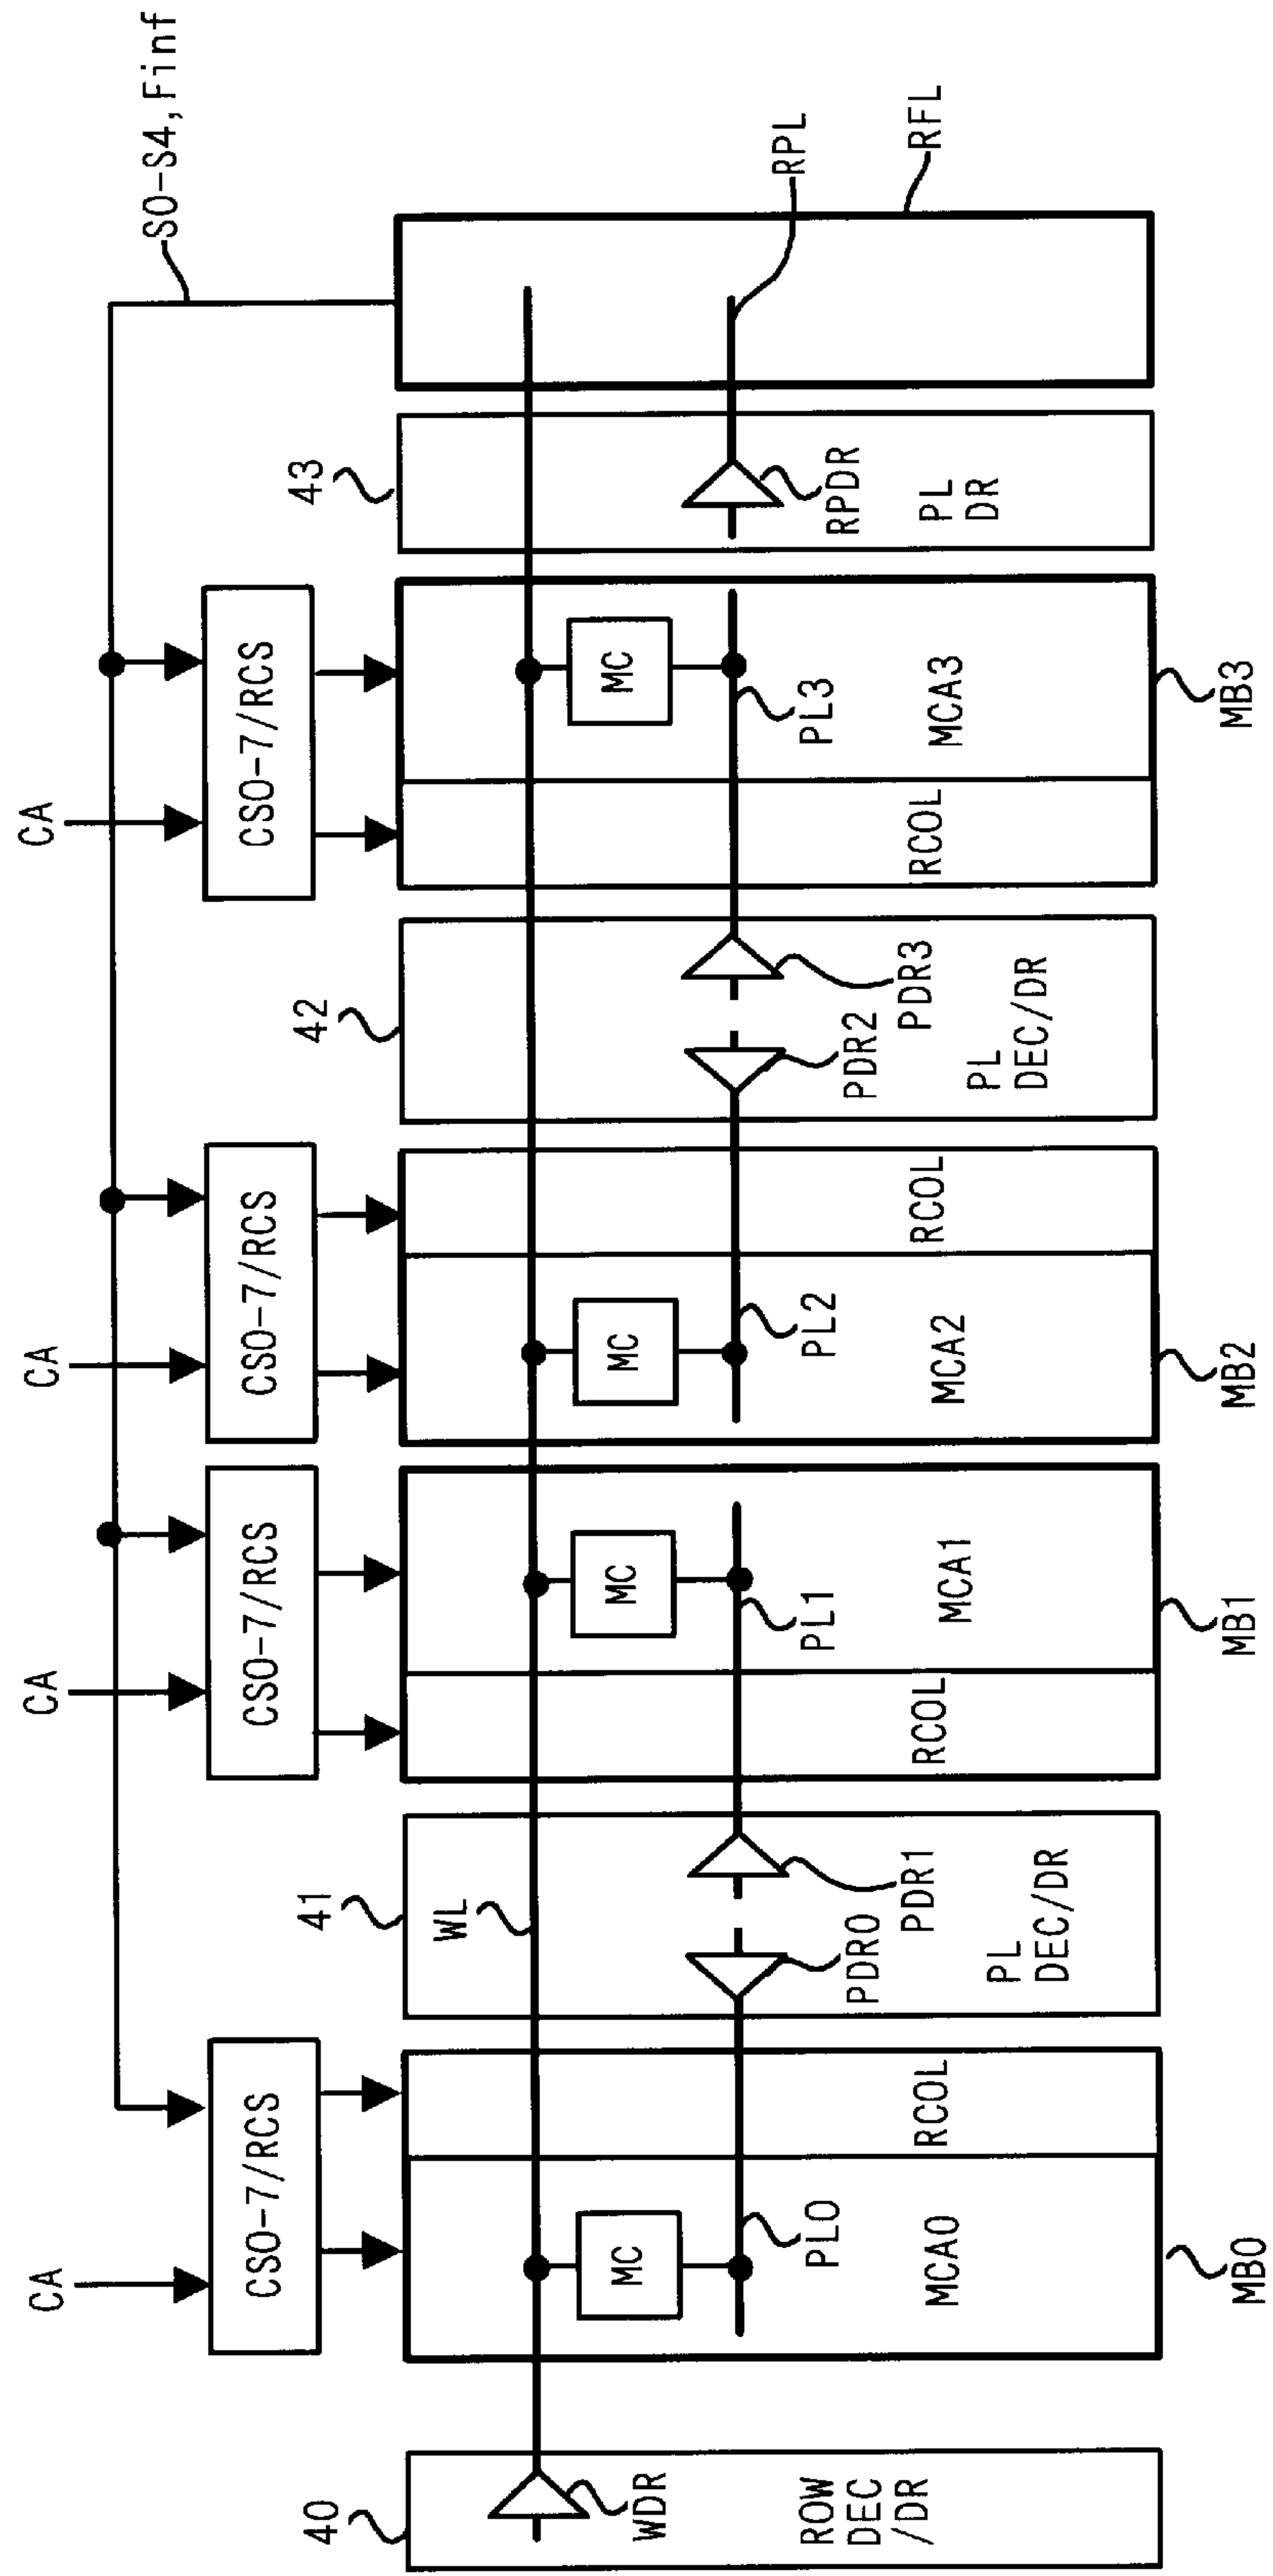 S0-S4,Finf
CA
CA
CA
CA
CS0-7/RCS
CS0-7/RCS
CS0-7/RCS
CS0-7/RCS
40
41
42
43
WL
MC
MC
MC
MC
WDR
PL0
PDR0
PDR1
PL1
PL2
PDR2
PDR3
PL3
RPDR
RPL
RFL
ROW
DEC
/DR
MCA0
RCOL
PL
DEC/DR
RCOL
MCA1
MCA2
RCOL
PL
DEC/DR
RCOL
MCA3
PL
DR
MB0
MB1
MB2
MB3